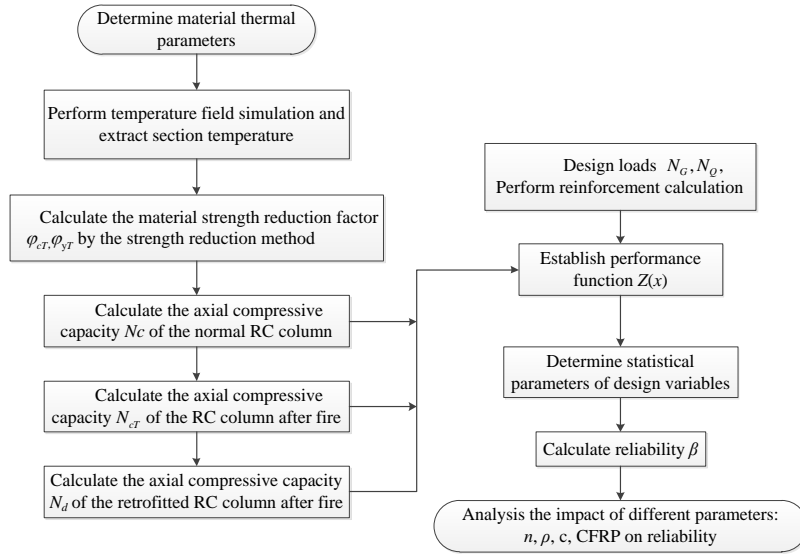 Determine material thermal
parameters
Perform temperature field simulation and
extract section temperature
Calculate the material strength reduction factor
φcT,φyT by the strength reduction method
Calculate the axial compressive
capacity Nc of the normal RC column
Calculate the axial compressive
capacity NcT of the RC column after fire
Calculate the axial compressive capacity
Nd of the retrofitted RC column after fire
Design loads NG, NQ,
Perform reinforcement calculation
Establish performance
function Z(x)
Determine statistical
parameters of design variables
Calculate reliability β
Analysis the impact of different parameters:
n, ρ, c, CFRP on reliability